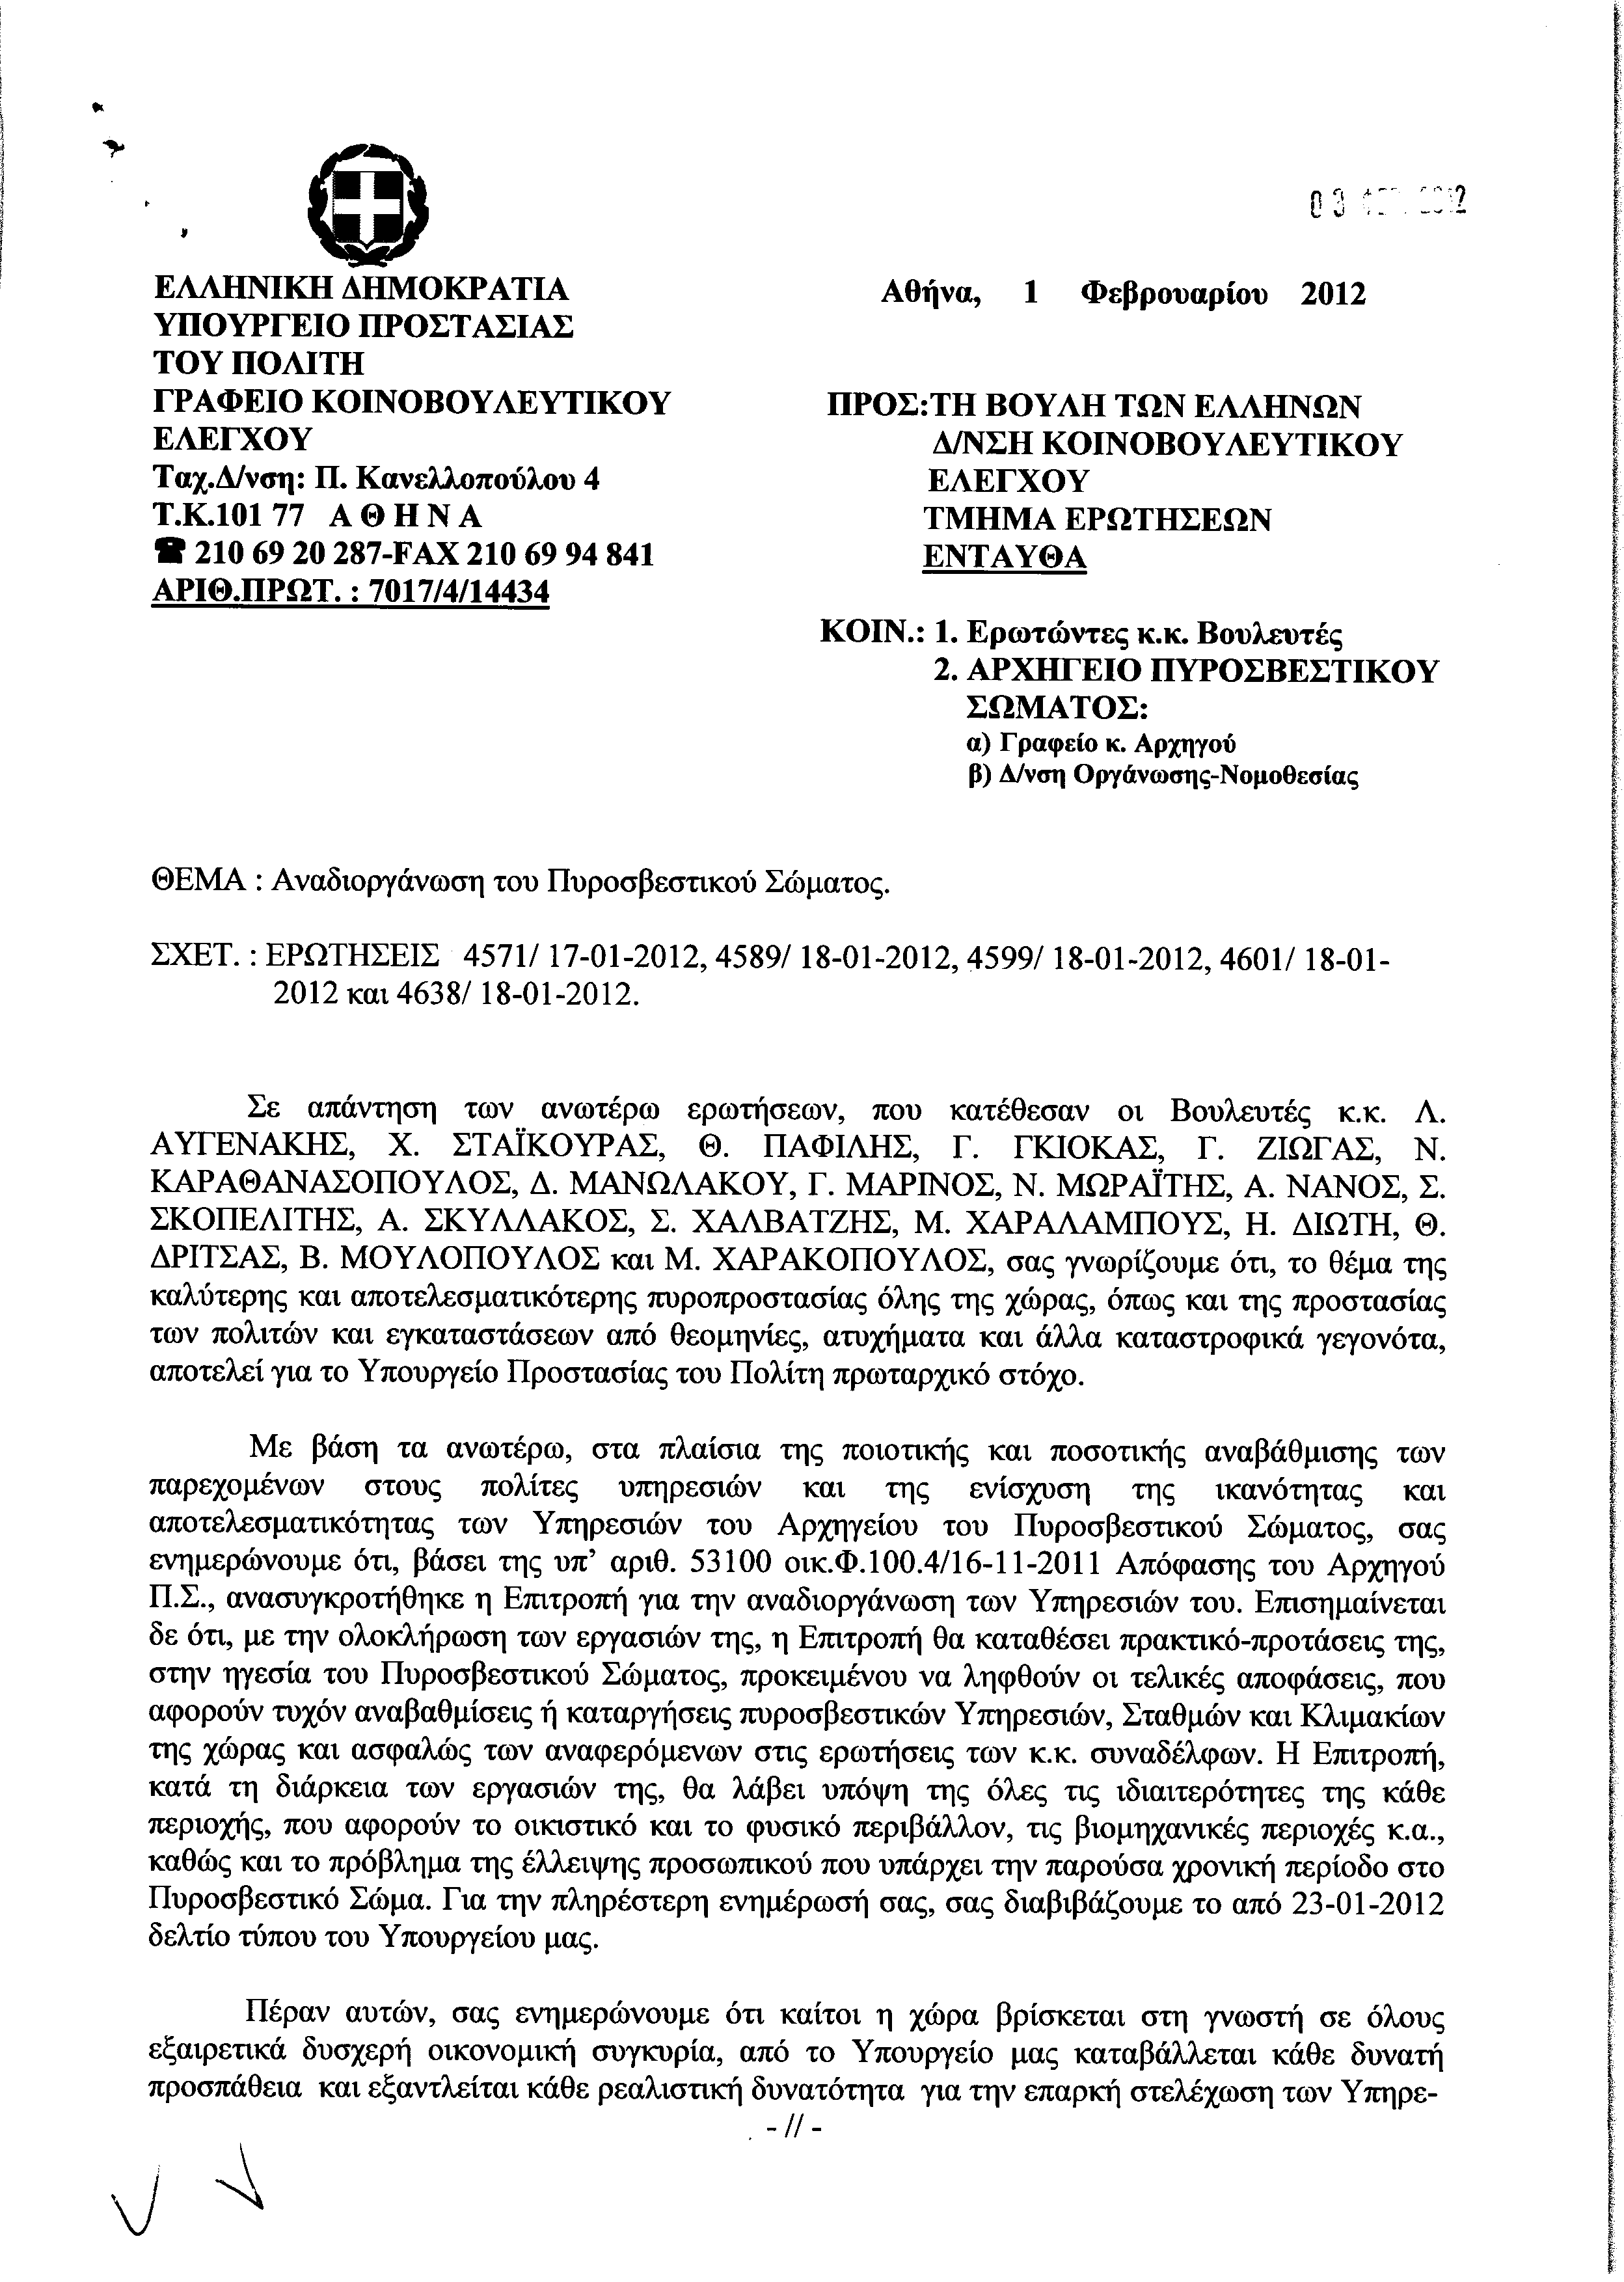 ΕΛΛΗΝΙΚΗ ΔΗΜΟΚΡΑΤΙΑ
ΥΠΟΥΡΓΕΙΟ ΠΡΟΣΤΑΣΙΑΣ
ΤΟΥ ΠΟΛΙΤΗ
ΓΡΑΦΕΙΟ ΚΟΙΝΟΒΟΥΛΕΥΤΙΚΟΥ
ΕΛΕΓΧΟΥ
Ταχ.Δ/νση: Π. Κανελλοπούλου 4
Τ.Κ.101 77 Α Θ Η Ν Α
☎ 210 69 20 287-FAX 210 69 94 841
ΑΡΙΘ.ΠΡΩΤ. : 7017/4/14434
03
Αθήνα, 1 Φεβρουαρίου 2012
ΠΡΟΣ:ΤΗ ΒΟΥΛΗ ΤΩΝ ΕΛΛΗΝΩΝ
Δ/ΝΣΗ ΚΟΙΝΟΒΟΥΛΕΥΤΙΚΟΥ
ΕΛΕΓΧΟΥ
ΤΜΗΜΑ ΕΡΩΤΗΣΕΩΝ
ΕΝΤΑΥΘΑ
ΚΟΙΝ.: 1. Ερωτώντες κ.κ. Βουλευτές
2. ΑΡΧΗΓΕΙΟ ΠΥΡΟΣΒΕΣΤΙΚΟΥ
ΣΩΜΑΤΟΣ:
α) Γραφείο κ. Αρχηγού
β) Δ/νση Οργάνωσης-Νομοθεσίας
ΘΕΜΑ : Αναδιοργάνωση του Πυροσβεστικού Σώματος.
ΣΧΕΤ. : ΕΡΩΤΗΣΕΙΣ 4571/ 17-01-2012, 4589/ 18-01-2012, 4599/ 18-01-2012, 4601/ 18-01-
2012 και 4638/ 18-01-2012.
Σε απάντηση των ανωτέρω ερωτήσεων, που κατέθεσαν οι Βουλευτές κ.κ. Λ.
ΑΥΓΕΝΑΚΗΣ, Χ. ΣΤΑΪΚΟΥΡΑΣ, Θ. ΠΑΦΙΛΗΣ, Γ. ΓΚΙΟΚΑΣ, Γ. ΖΙΩΓΑΣ, Ν.
ΚΑΡΑΘΑΝΑΣΟΠΟΥΛΟΣ, Δ. ΜΑΝΩΛΑΚΟΥ, Γ. ΜΑΡΙΝΟΣ, Ν. ΜΩΡΑΪΤΗΣ, Α. ΝΑΝΟΣ, Σ.
ΣΚΟΠΕΛΙΤΗΣ, Α. ΣΚΥΛΛΑΚΟΣ, Σ. ΧΑΛΒΑΤΖΗΣ, Μ. ΧΑΡΑΛΑΜΠΟΥΣ, Η. ΔΙΩΤΗ, Θ.
ΔΡΙΤΣΑΣ, Β. ΜΟΥΛΟΠΟΥΛΟΣ και Μ. ΧΑΡΑΚΟΠΟΥΛΟΣ, σας γνωρίζουμε ότι, το θέμα της
καλύτερης και αποτελεσματικότερης πυροπροστασίας όλης της χώρας, όπως και της προστασίας
των πολιτών και εγκαταστάσεων από θεομηνίες, ατυχήματα και άλλα καταστροφικά γεγονότα,
αποτελεί για το Υπουργείο Προστασίας του Πολίτη πρωταρχικό στόχο.
Με βάση τα ανωτέρω, στα πλαίσια της ποιοτικής και ποσοτικής αναβάθμισης των
παρεχομένων στους πολίτες υπηρεσιών και της ενίσχυση της ικανότητας και
αποτελεσματικότητας των Υπηρεσιών του Αρχηγείου του Πυροσβεστικού Σώματος, σας
ενημερώνουμε ότι, βάσει της υπ’ αριθ. 53100 οικ.Φ.100.4/16-11-2011 Απόφασης του Αρχηγού
Π.Σ., ανασυγκροτήθηκε η Επιτροπή για την αναδιοργάνωση των Υπηρεσιών του. Επισημαίνεται
δε ότι, με την ολοκλήρωση των εργασιών της, η Επιτροπή θα καταθέσει πρακτικό-προτάσεις της,
στην ηγεσία του Πυροσβεστικού Σώματος, προκειμένου να ληφθούν οι τελικές αποφάσεις, που
αφορούν τυχόν αναβαθμίσεις ή καταργήσεις πυροσβεστικών Υπηρεσιών, Σταθμών και Κλιμακίων
της χώρας και ασφαλώς των αναφερόμενων στις ερωτήσεις των κ.κ. συναδέλφων. Η Επιτροπή,
κατά τη διάρκεια των εργασιών της, θα λάβει υπόψη της όλες τις ιδιαιτερότητες της κάθε
περιοχής, που αφορούν το οικιστικό και το φυσικό περιβάλλον, τις βιομηχανικές περιοχές κ.α.,
καθώς και το πρόβλημα της έλλειψης προσωπικού που υπάρχει την παρούσα χρονική περίοδο στο
Πυροσβεστικό Σώμα. Για την πληρέστερη ενημέρωσή σας, σας διαβιβάζουμε το από 23-01-2012
δελτίο τύπου του Υπουργείου μας.
Πέραν αυτών, σας ενημερώνουμε ότι καίτοι η χώρα βρίσκεται στη γνωστή σε όλους
εξαιρετικά δυσχερή οικονομική συγκυρία, από το Υπουργείο μας καταβάλλεται κάθε δυνατή
προσπάθεια και εξαντλείται κάθε ρεαλιστική δυνατότητα για την επαρκή στελέχωση των Υπηρε-
- // -